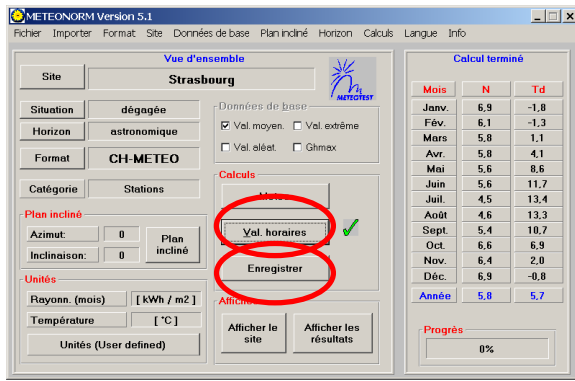 METEONORM Version 5.1
Fichier Importer Format Site Données de base Plan incliné Horizon Calculs Langue Info
Vue d'ensemble
Site Strasbourg
METEOTEST
Situation dégagée
Horizon astronomique
Format CH-METEO
Catégorie Stations
Données de base
Val. moyen. Val. extrême
Val. aléat. Ghmax
Calculs
Val. horaires
Enregistrer
Plan incliné
Azimut: 0
Inclinaison: 0
Plan incliné
Unités
Rayonn. (mois) [kWh / m2]
Température [°C]
Unités (User defined)
Afficher le site
Afficher les résultats
Calcul terminé
Mois N Td
Janv. 6,9 -1,8
Fév. 6,1 -1,3
Mars 5,8 1,1
Avr. 5,8 4,1
Mai 5,6 8,6
Juin 5,6 11,7
Juil. 4,5 13,4
Août 4,6 13,3
Sept. 5,4 10,7
Oct. 6,6 6,9
Nov. 6,4 2,0
Déc. 6,9 -0,8
Année 5,8 5,7
Progrès
0%